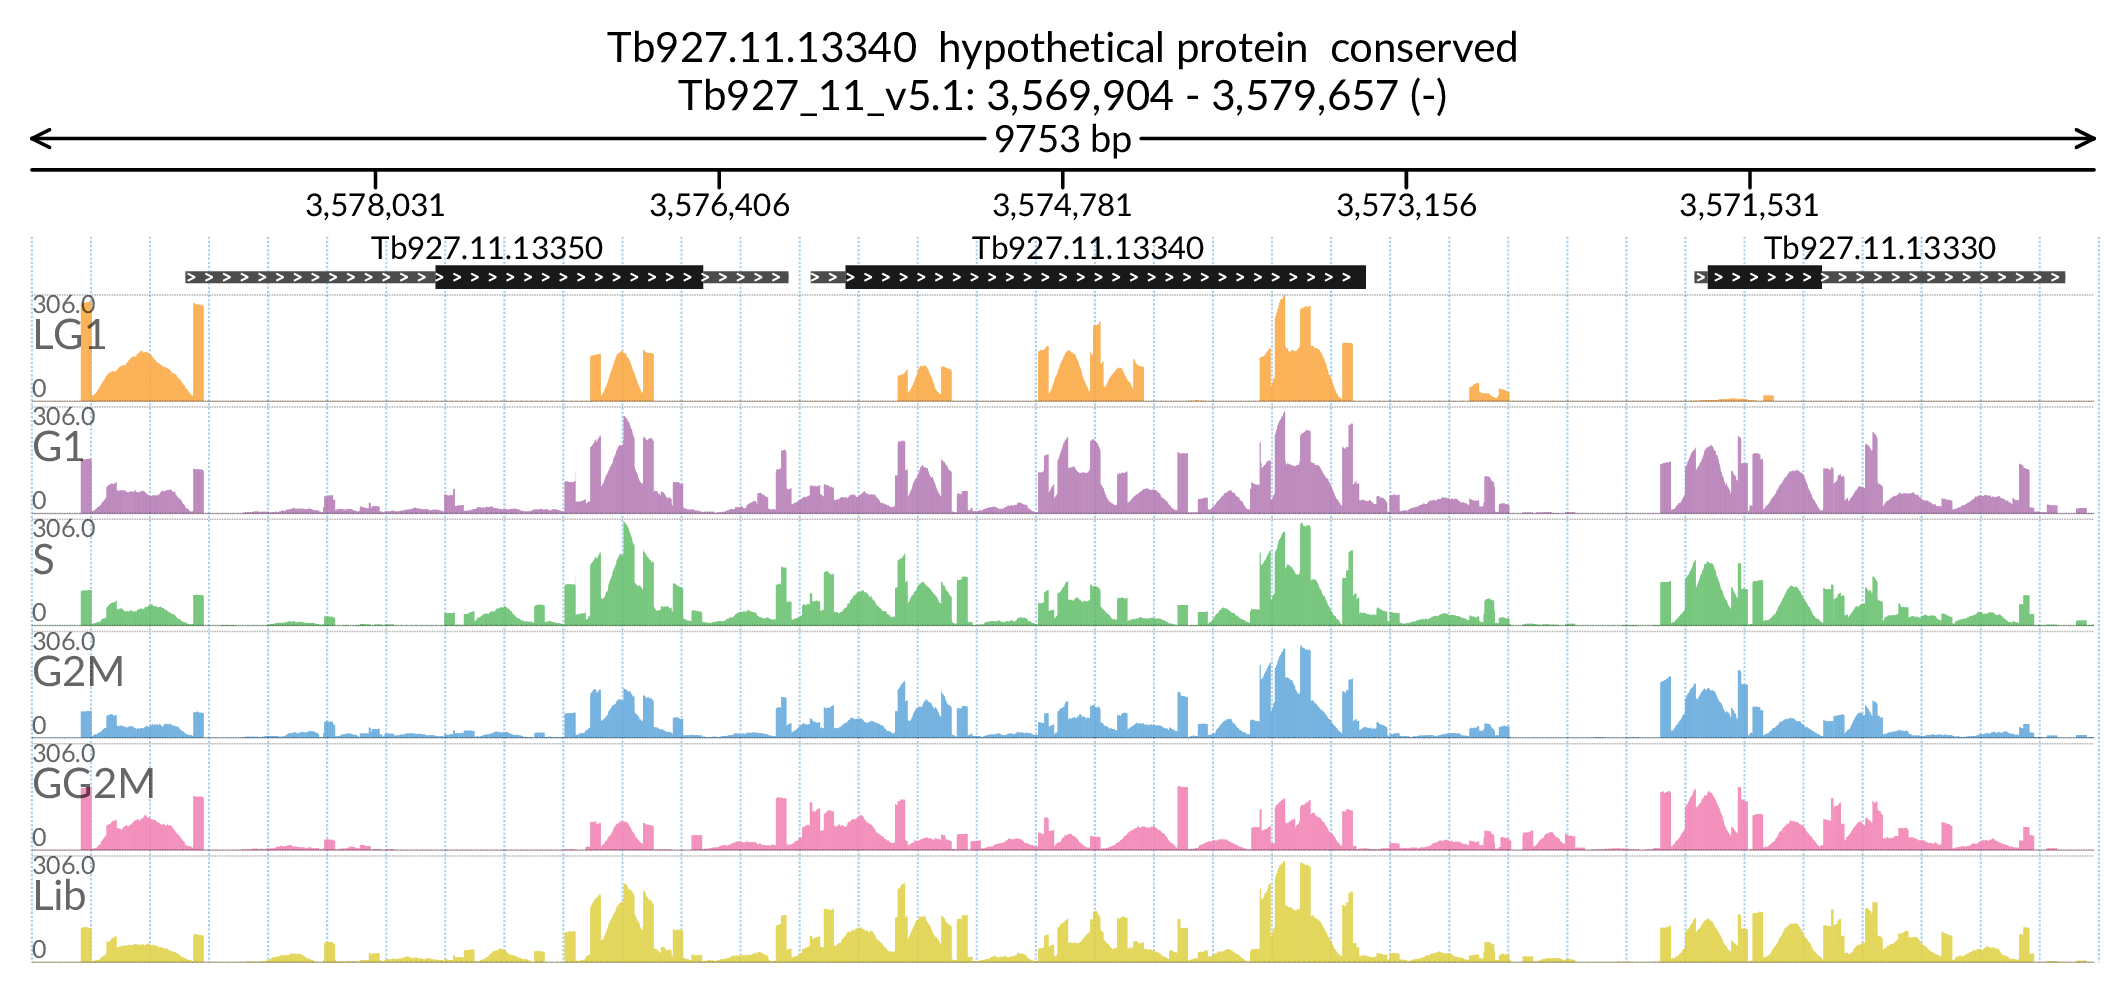 Tb927.11.13340 hypothetical protein conserved
Tb927_11_v5.1: 3,569,904 - 3,579,657 (-)
9753 bp
3,578,031 3,576,406 3,574,781 3,573,156 3,571,531
Tb927.11.13350 Tb927.11.13340 Tb927.11.13330
306.0
LG1
0
306.0
G1
0
306.0
S
0
306.0
G2M
0
306.0
GG2M
0
306.0
Lib
0